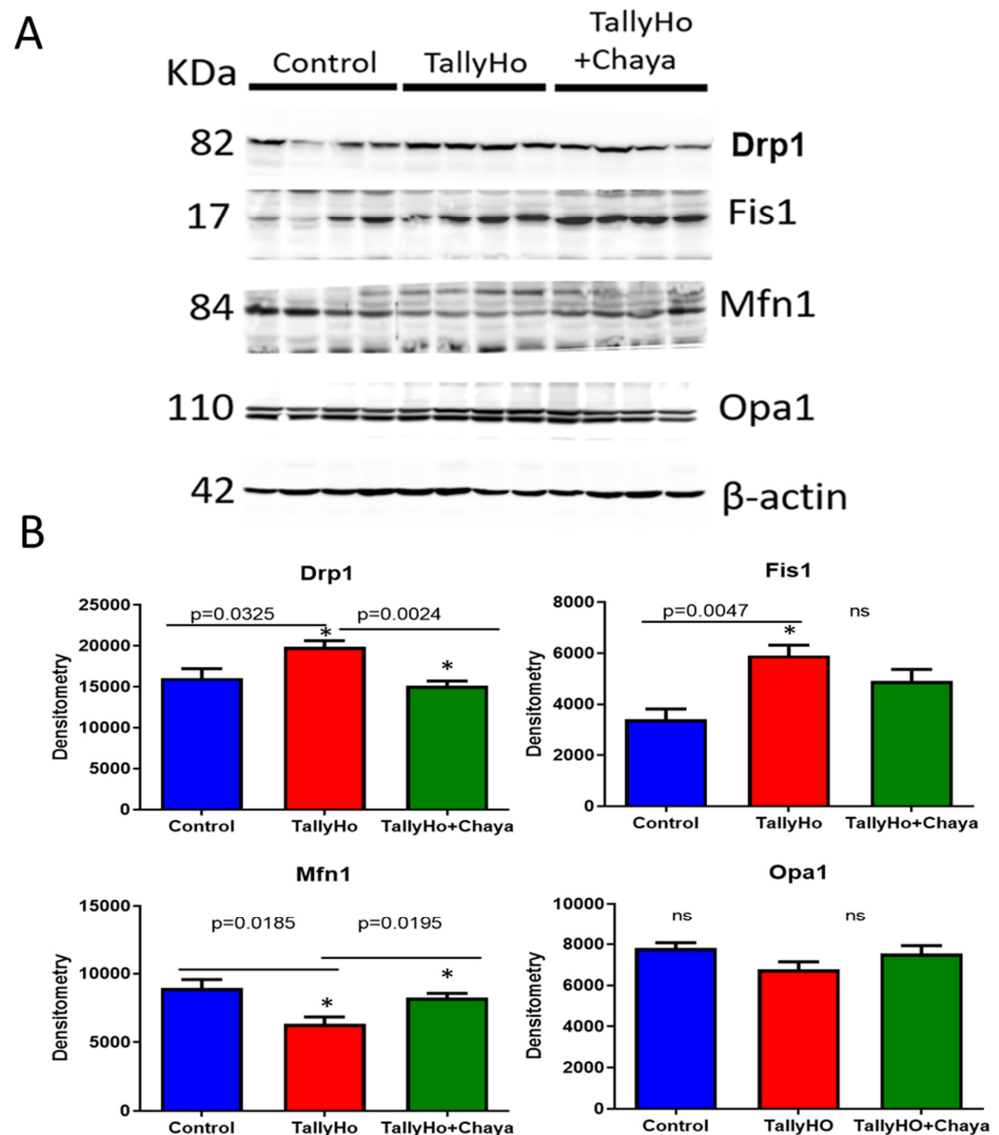 A
KDa
Control
TallyHo
TallyHo
+Chaya
82
Drp1
17
Fis1
84
Mfn1
110
Opa1
42
β-actin
B
Drp1
p=0.0325
p=0.0024
*
*
Densitometry
25000
20000
15000
10000
5000
0
Control
TallyHo
TallyHo+Chaya
Fis1
p=0.0047
ns
*
Densitometry
8000
6000
4000
2000
0
Control
TallyHo
TallyHo+Chaya
Mfn1
p=0.0185
p=0.0195
*
*
Densitometry
15000
10000
5000
0
Control
TallyHo
TallyHo+Chaya
Opa1
ns
ns
Densitometry
10000
8000
6000
4000
2000
0
Control
TallyHO
TallyHO+Chaya